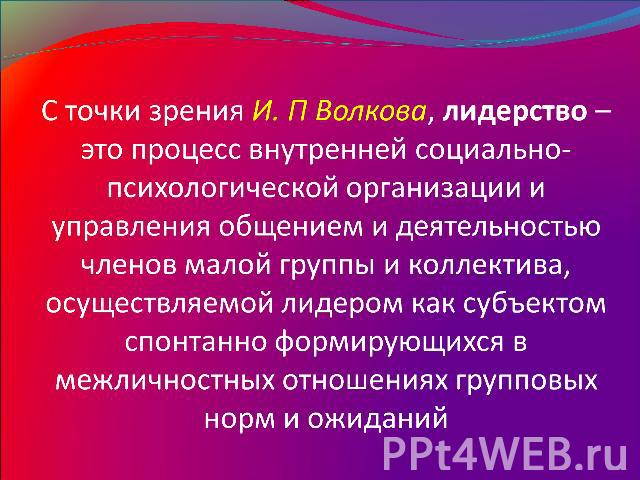 С точки зрения И. П Волкова, лидерство –
это процесс внутренней социально-
психологической организации и
управления общением и деятельностью
членов малой группы и коллектива,
осуществляемой лидером как субъектом
спонтанно формирующихся в
межличностных отношениях групповых
норм и ожиданий
PPt4WEB.ru